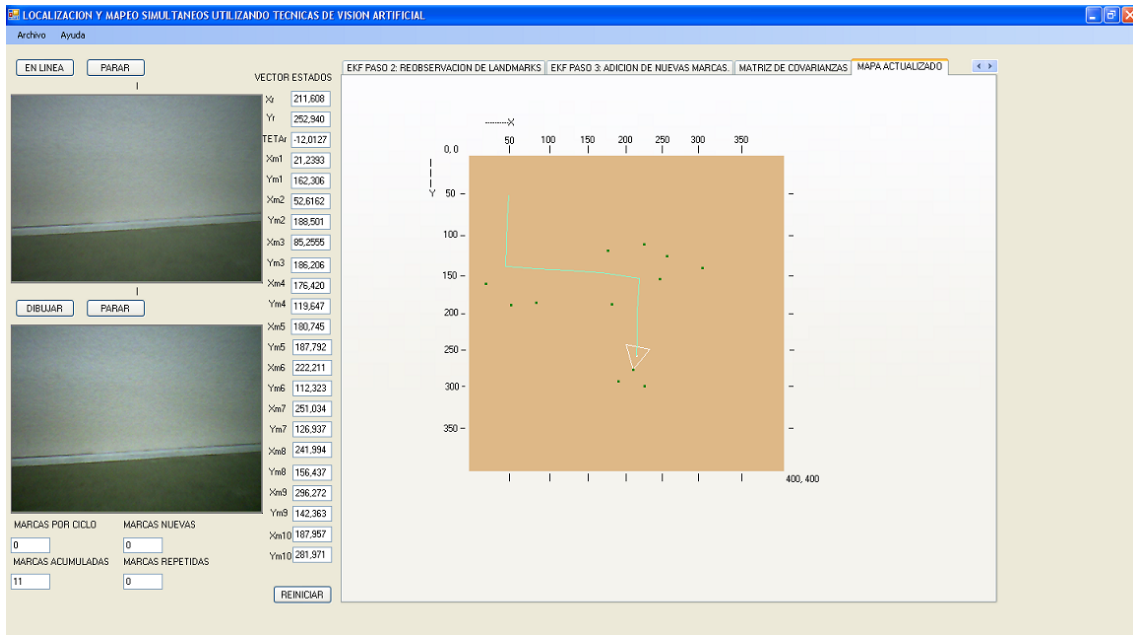 LOCALIZACION Y MAPEO SIMULTANEOS UTILIZANDO TECNICAS DE VISION ARTIFICIAL
Archivo Ayuda
EN LINEA PARAR
VECTOR ESTADOS
Xr 211,608
Yr 252,940
TETAr -12,0127
Xm1 21,2393
Ym1 162,306
Xm2 52,6162
Ym2 188,501
Xm3 85,2555
Ym3 186,206
Xm4 176,420
Ym4 119,647
Xm5 180,745
Ym5 187,792
Xm6 222,211
Ym6 112,323
Xm7 251,034
Ym7 126,937
Xm8 241,994
Ym8 156,437
Xm9 296,272
Ym9 142,363
Xm10 187,957
Ym10 281,971
REINICIAR
DIBUJAR PARAR
MARCAS POR CICLO MARCAS NUEVAS
0 0
MARCAS ACUMULADAS MARCAS REPETIDAS
11 0
EKF PASO 2: REOBSERVACION DE LANDMARKS EKF PASO 3: ADICION DE NUEVAS MARCAS. MATRIZ DE COVARIANZAS MAPA ACTUALIZADO
---------X
50 100 150 200 250 300 350
0, 0
Y 50
100
150
200
250
300
350
400, 400